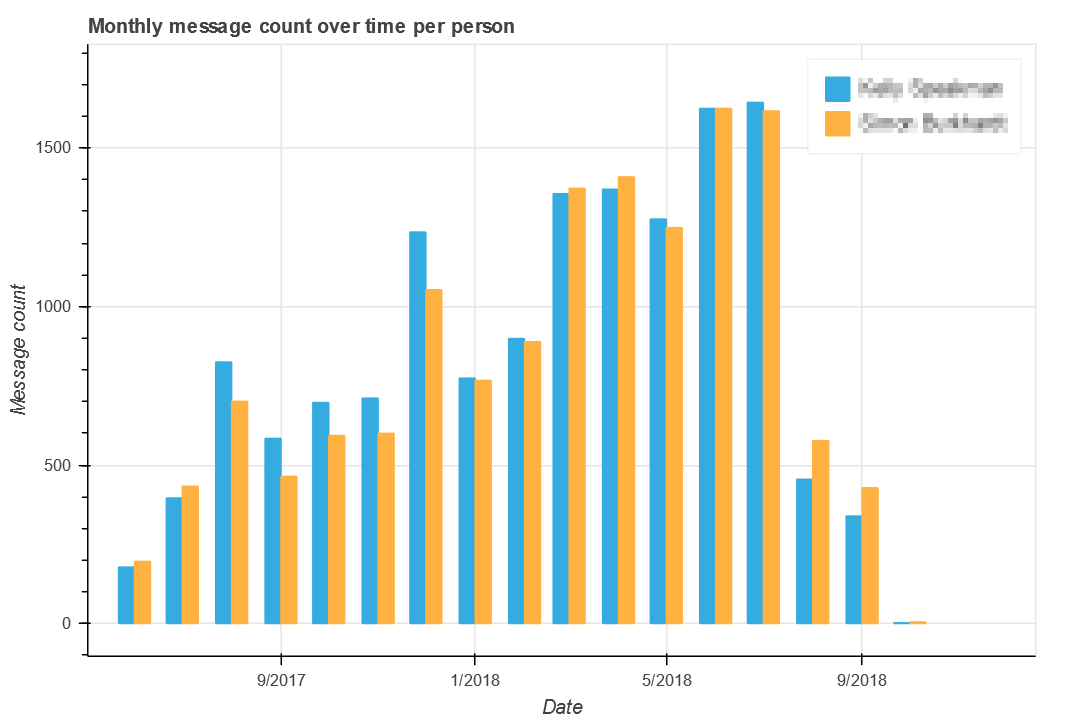 Monthly message count over time per person
1500
1000
500
0
Message count
9/2017
1/2018
5/2018
9/2018
Date